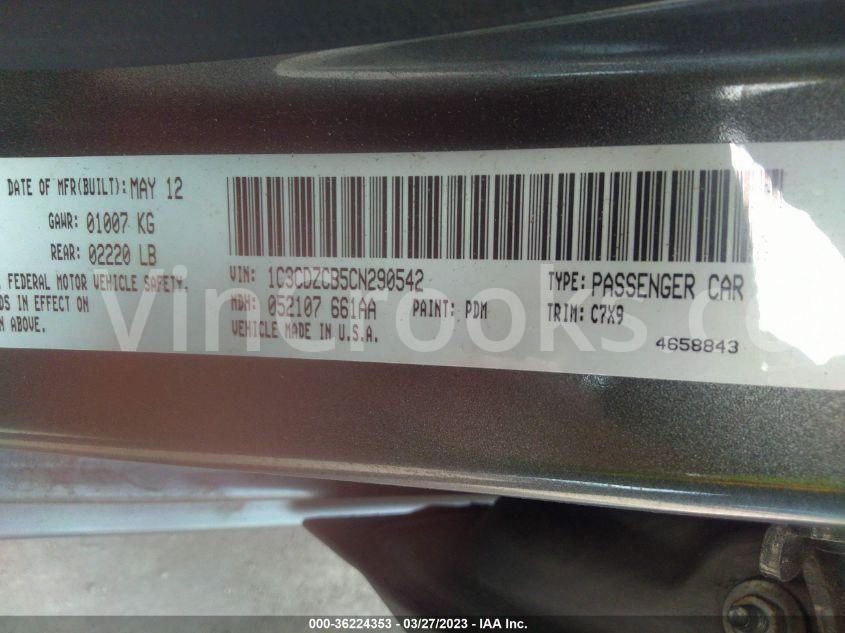 DATE OF MFR(BUILT): MAY 12
GAWR: 01007 KG
REAR: 02220 LB
FEDERAL MOTOR VEHICLE SAFETY.
DS IN EFFECT ON
N ABOVE.
VIN: 1C3CDZCB5CN290542
TYPE: PASSENGER CAR
MDH: 052107 661AA
PAINT: PDM
TRIM: C7X9
VEHICLE MADE IN U.S.A.
4658843
Vincrooks.com
000-36224353 — 03/27/2023 — IAA Inc.